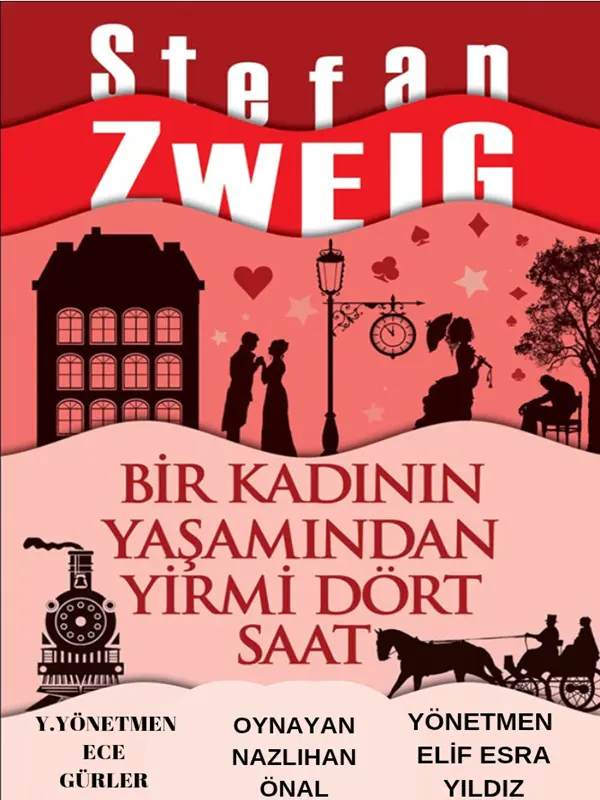 Stefan
ZWEIG
BİR KADININ
YAŞAMINDAN
YİRMİ DÖRT
SAAT
Y.YÖNETMEN
ECE
GÜRLER
OYNAYAN
NAZLIHAN
ÖNAL
YÖNETMEN
ELİF ESRA
YILDIZ